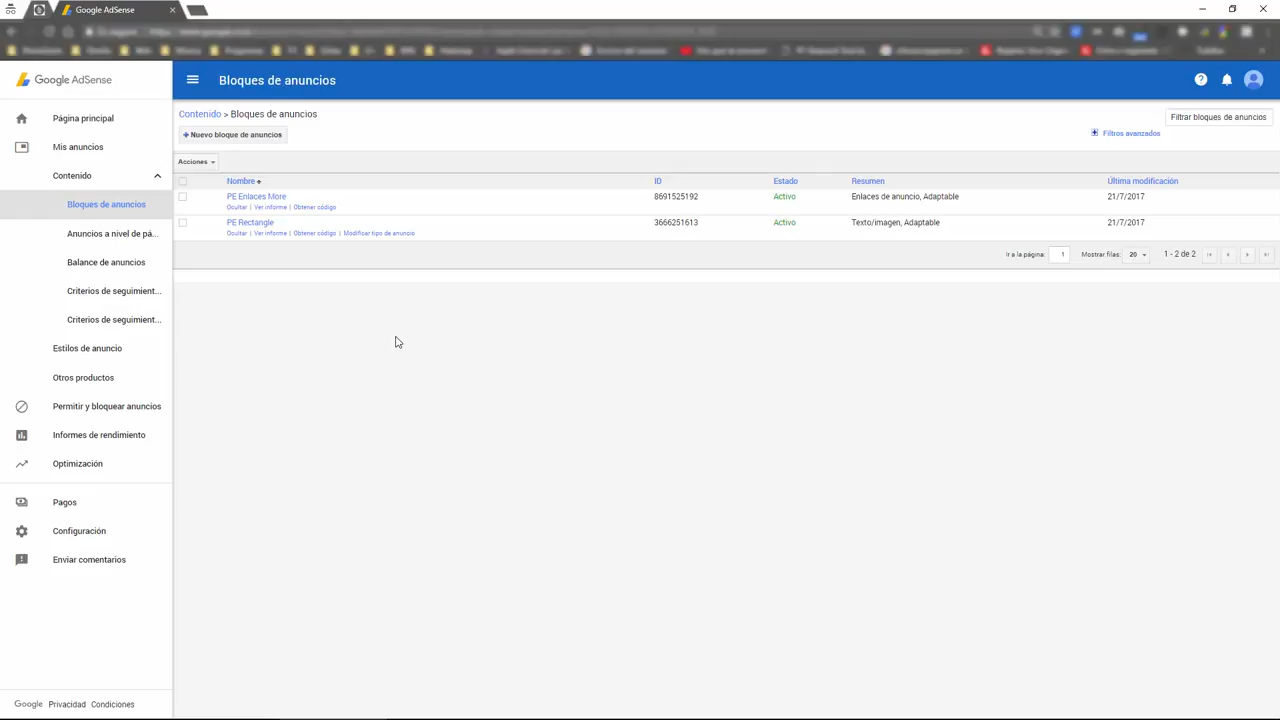 Google AdSense
Google AdSense
Bloques de anuncios
Contenido > Bloques de anuncios
Filtrar bloques de anuncios
+ Nuevo bloque de anuncios
Filtros avanzados
Acciones
Nombre ID Estado Resumen Última modificación
PE Enlaces More 8691525192 Activo Enlaces de anuncio, Adaptable 21/7/2017
Ocultar | Ver informe | Obtener código
PE Rectangle 3666251613 Activo Texto/imagen, Adaptable 21/7/2017
Ocultar | Ver informe | Obtener código | Modificar tipo de anuncio
Ir a la página: 1 Mostrar filas: 20 1 - 2 de 2
Página principal
Mis anuncios
Contenido
Bloques de anuncios
Anuncios a nivel de pá...
Balance de anuncios
Criterios de seguimient...
Criterios de seguimient...
Estilos de anuncio
Otros productos
Permitir y bloquear anuncios
Informes de rendimiento
Optimización
Pagos
Configuración
Enviar comentarios
Google Privacidad Condiciones